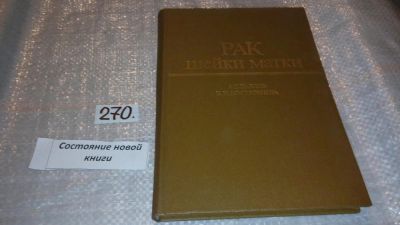 РАК
шейки матки
270.
Состояние новой
книги